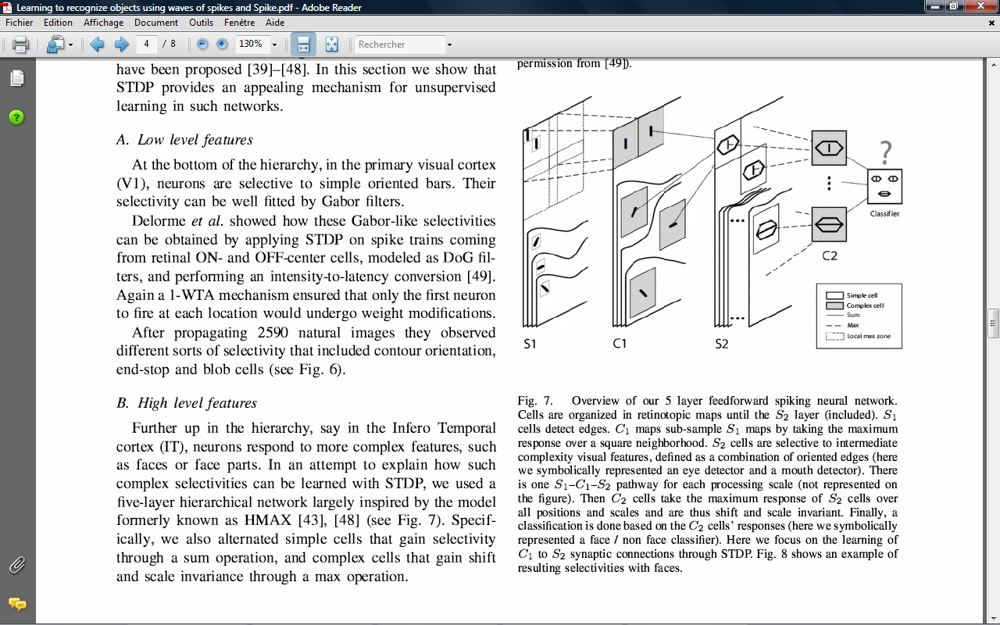 Learning to recognize objects using waves of spikes and Spike.pdf - Adobe Reader
Fichier Edition Affichage Document Outils Fenêtre Aide
4 / 8 130% Rechercher
have been proposed [39]–[48]. In this section we show that
STDP provides an appealing mechanism for unsupervised
learning in such networks.
A. Low level features
At the bottom of the hierarchy, in the primary visual cortex
(V1), neurons are selective to simple oriented bars. Their
selectivity can be well fitted by Gabor filters.
Delorme et al. showed how these Gabor-like selectivities
can be obtained by applying STDP on spike trains coming
from retinal ON- and OFF-center cells, modeled as DoG fil-
ters, and performing an intensity-to-latency conversion [49].
Again a 1-WTA mechanism ensured that only the first neuron
to fire at each location would undergo weight modifications.
After propagating 2590 natural images they observed
different sorts of selectivity that included contour orientation,
end-stop and blob cells (see Fig. 6).
B. High level features
Further up in the hierarchy, say in the Infero Temporal
cortex (IT), neurons respond to more complex features, such
as faces or face parts. In an attempt to explain how such
complex selectivities can be learned with STDP, we used a
five-layer hierarchical network largely inspired by the model
formerly known as HMAX [43], [48] (see Fig. 7). Specif-
ically, we also alternated simple cells that gain selectivity
through a sum operation, and complex cells that gain shift
and scale invariance through a max operation.
permission from [49]).
?
Classifier
C2
Simple cell
Complex cell
Sum
Max
Local max zone
S1 C1 S2
Fig. 7. Overview of our 5 layer feedforward spiking neural network.
Cells are organized in retinotopic maps until the S2 layer (included). S1
cells detect edges. C1 maps sub-sample S1 maps by taking the maximum
response over a square neighborhood. S2 cells are selective to intermediate
complexity visual features, defined as a combination of oriented edges (here
we symbolically represented an eye detector and a mouth detector). There
is one S1–C1–S2 pathway for each processing scale (not represented on
the figure). Then C2 cells take the maximum response of S2 cells over
all positions and scales and are thus shift and scale invariant. Finally, a
classification is done based on the C2 cells' responses (here we symbolically
represented a face / non face classifier). Here we focus on the learning of
C1 to S2 synaptic connections through STDP. Fig. 8 shows an example of
resulting selectivities with faces.